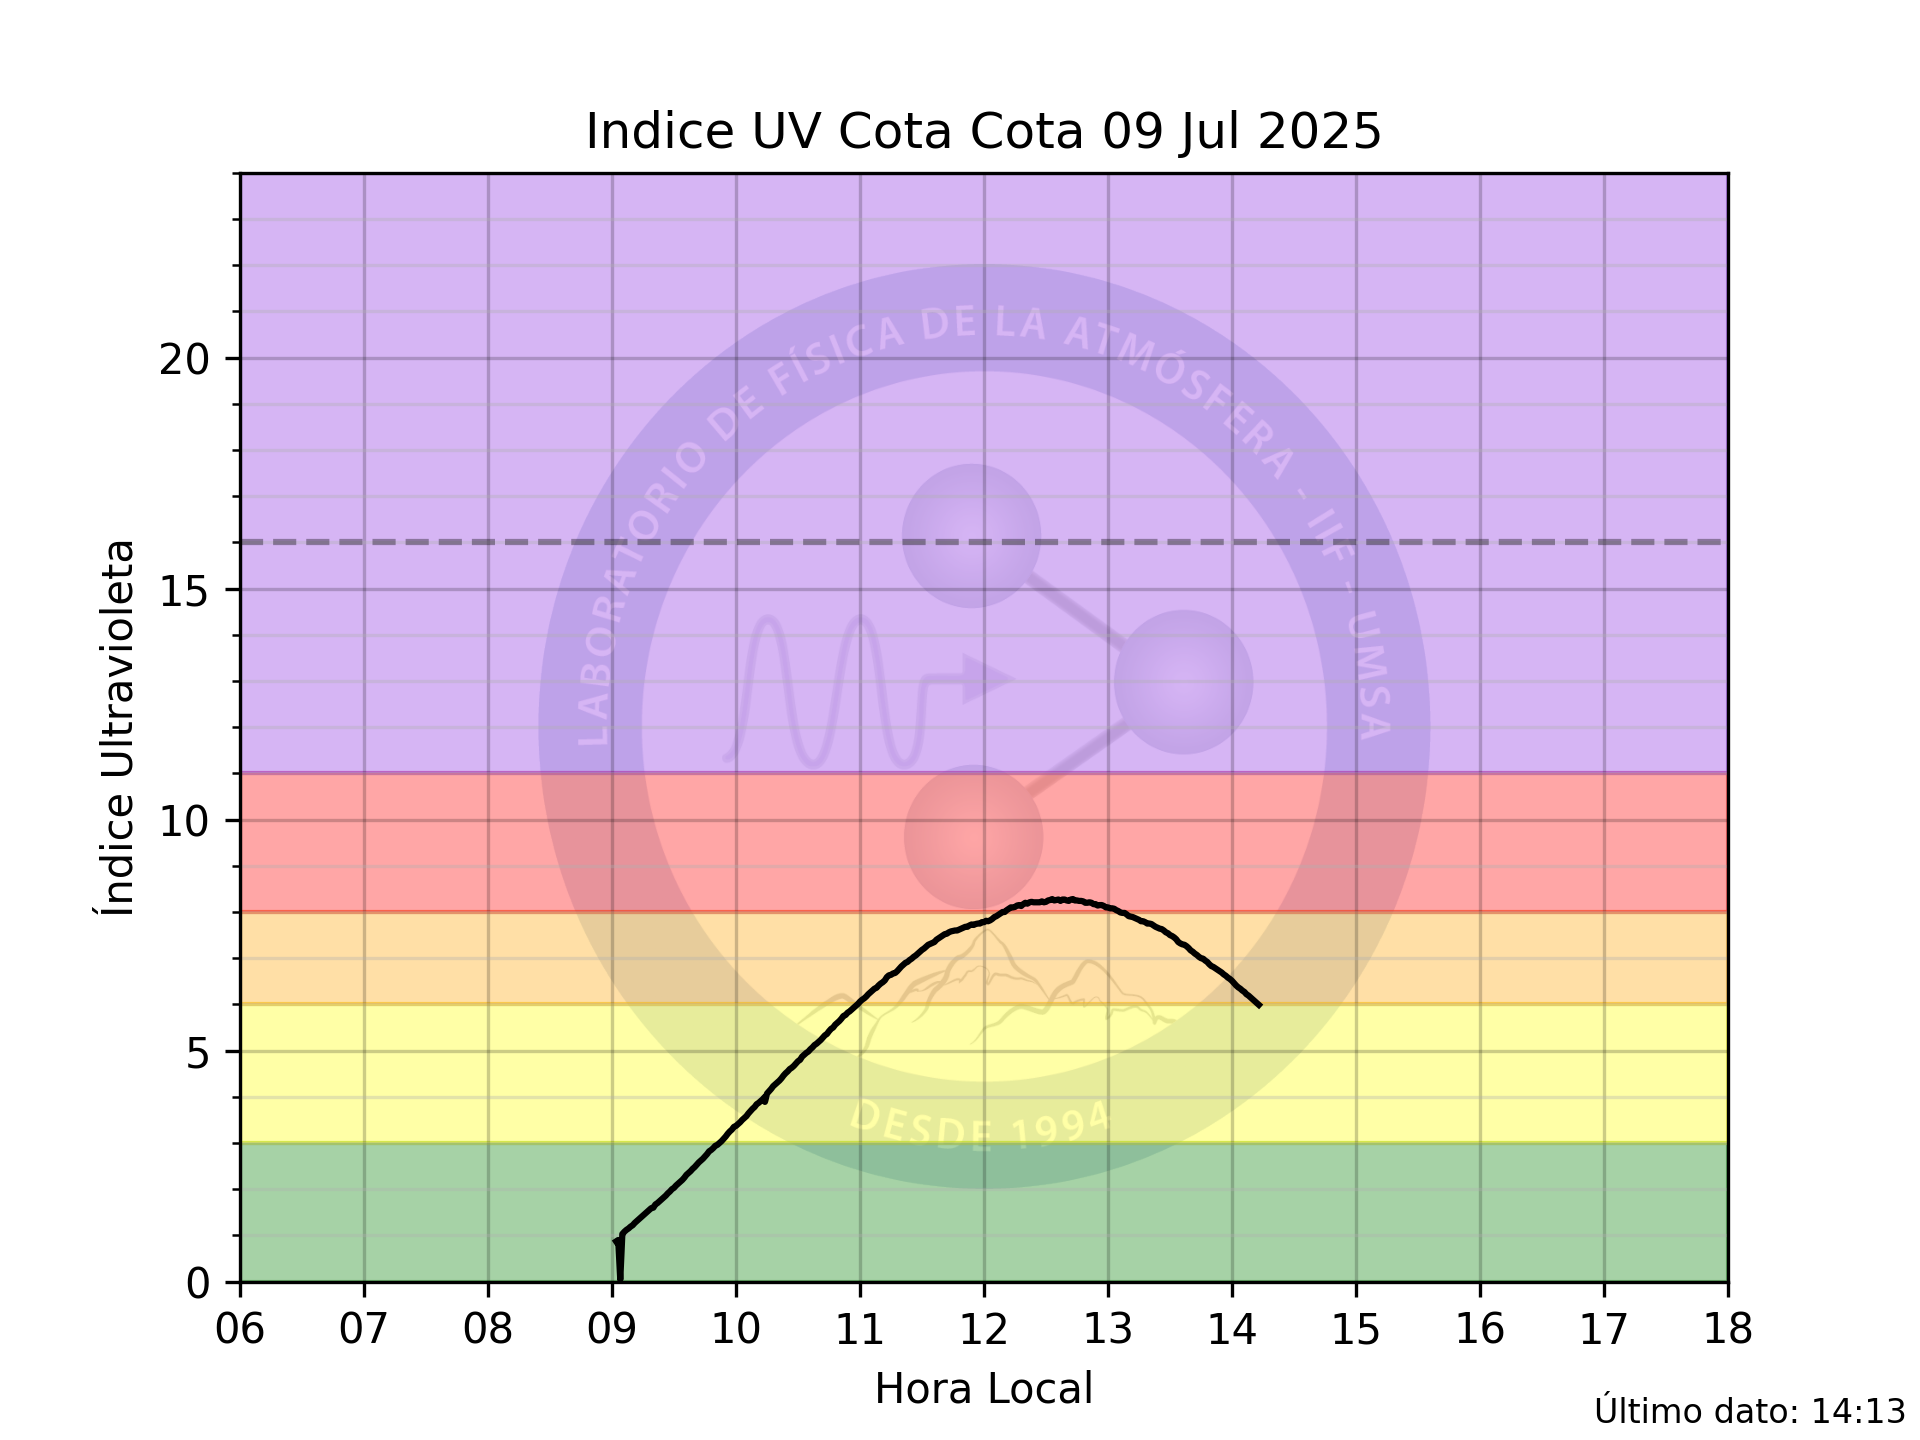 Indice UV Cota Cota 09 Jul 2025
LABORATORIO DE FÍSICA DE LA ATMÓSFERA - IIF - UMSA
DESDE 1994
Índice Ultravioleta
20
15
10
5
0
06 07 08 09 10 11 12 13 14 15 16 17 18
Hora Local
Último dato: 14:13